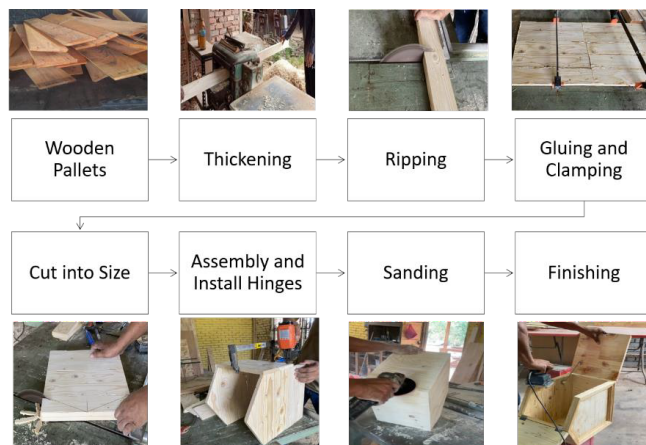 Wooden
Pallets
Thickening
Ripping
Gluing and
Clamping
Cut into Size
Assembly and
Install Hinges
Sanding
Finishing